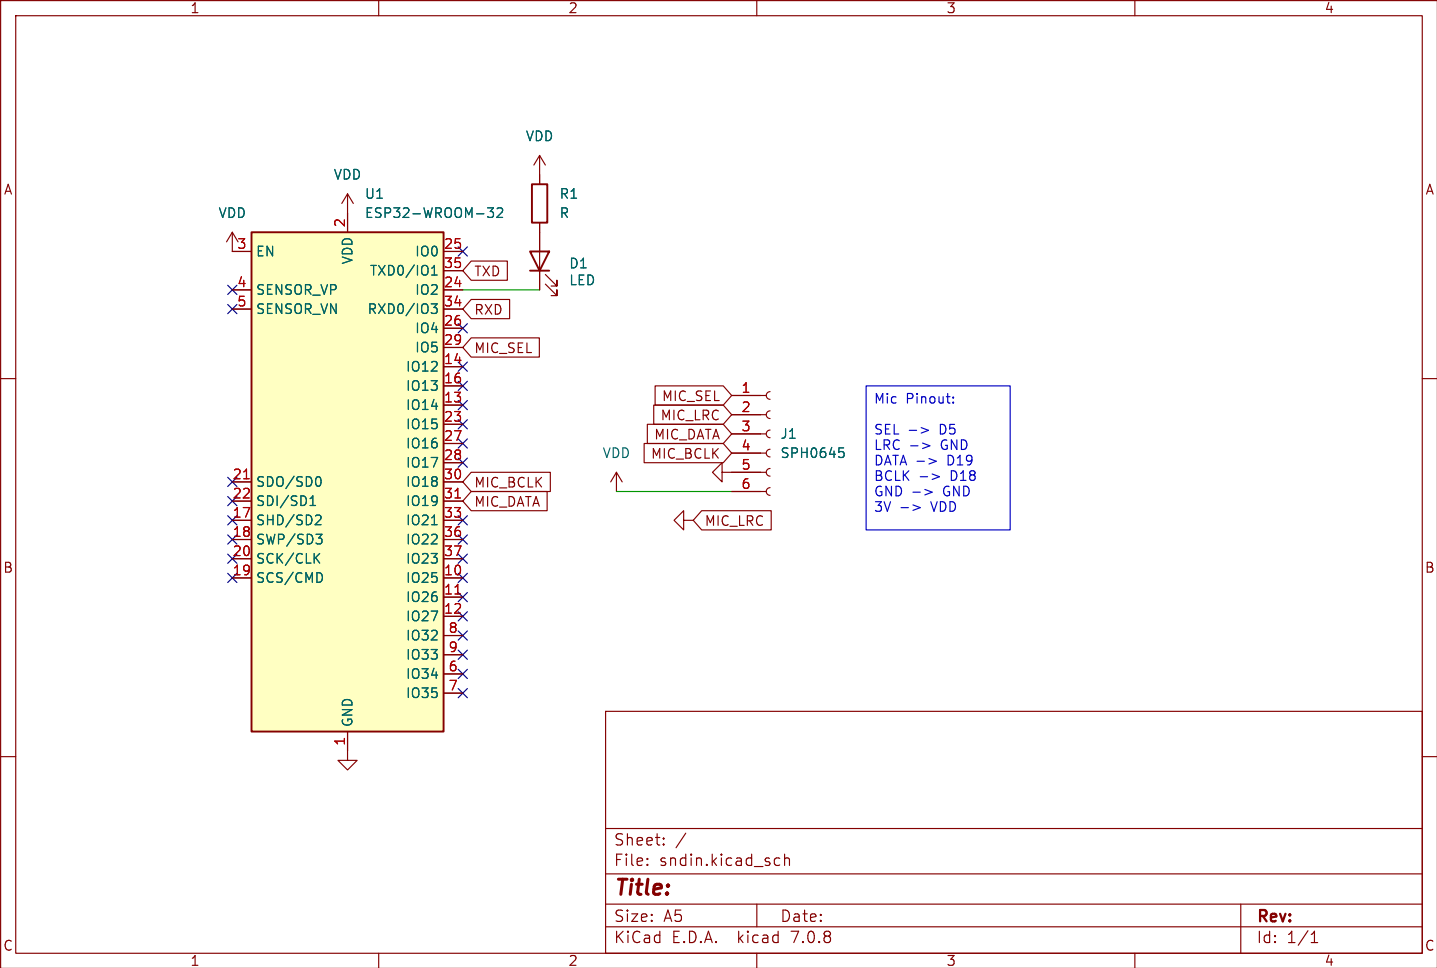 1 2 3 4
A
B
C
A
B
C
1 2 3 4
VDD
VDD
VDD
U1
ESP32-WROOM-32
R1
R
D1
LED
2
VDD
3 EN
4 SENSOR_VP
5 SENSOR_VN
21 SDO/SD0
22 SDI/SD1
17 SHD/SD2
18 SWP/SD3
20 SCK/CLK
19 SCS/CMD
IO0 25
TXD0/IO1 35 TXD
IO2 24
RXD0/IO3 34 RXD
IO4 26
IO5 29 MIC_SEL
IO12 14
IO13 16
IO14 13
IO15 23
IO16 27
IO17 28
IO18 30 MIC_BCLK
IO19 31 MIC_DATA
IO21 33
IO22 36
IO23 37
IO25 10
IO26 11
IO27 12
IO32 8
IO33 9
IO34 6
IO35 7
GND
1
MIC_SEL 1
MIC_LRC 2
MIC_DATA 3
MIC_BCLK 4
5
6
VDD
J1
SPH0645
MIC_LRC
Mic Pinout:
SEL -> D5
LRC -> GND
DATA -> D19
BCLK -> D18
GND -> GND
3V -> VDD
Sheet: /
File: sndin.kicad_sch
Title:
Size: A5 Date: Rev:
KiCad E.D.A. kicad 7.0.8 Id: 1/1